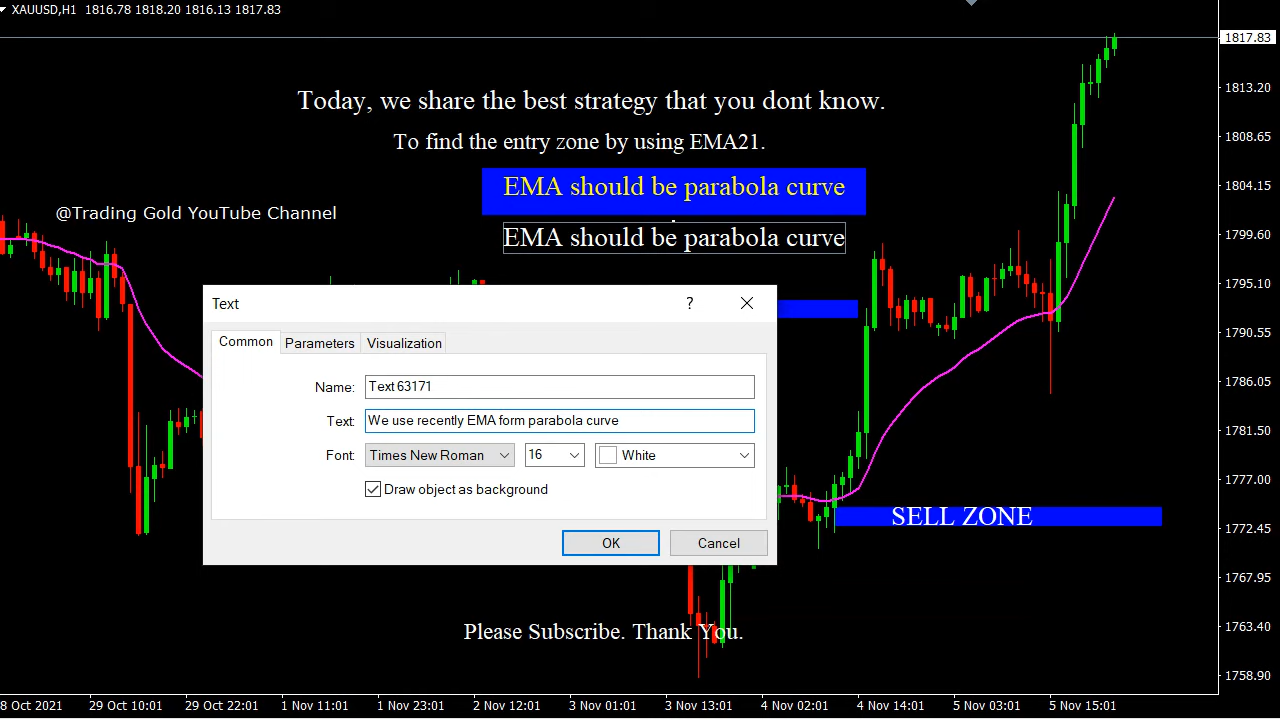 XAUUSD,H1 1816.78 1818.20 1816.13 1817.83
1817.83
Today, we share the best strategy that you dont know.
To find the entry zone by using EMA21.
EMA should be parabola curve
@Trading Gold YouTube Channel
EMA should be parabola curve
Text ?
Common Parameters Visualization
Name: Text 63171
Text: We use recently EMA form parabola curve
Font: Times New Roman 16 White
Draw object as background
OK Cancel
SELL ZONE
Please Subscribe. Thank You.
1813.20
1808.65
1804.15
1799.60
1795.10
1790.55
1786.05
1781.50
1777.00
1772.45
1767.95
1763.40
1758.90
8 Oct 2021 29 Oct 10:01 29 Oct 22:01 1 Nov 11:01 1 Nov 23:01 2 Nov 12:01 3 Nov 01:01 3 Nov 13:01 4 Nov 02:01 4 Nov 14:01 5 Nov 03:01 5 Nov 15:01